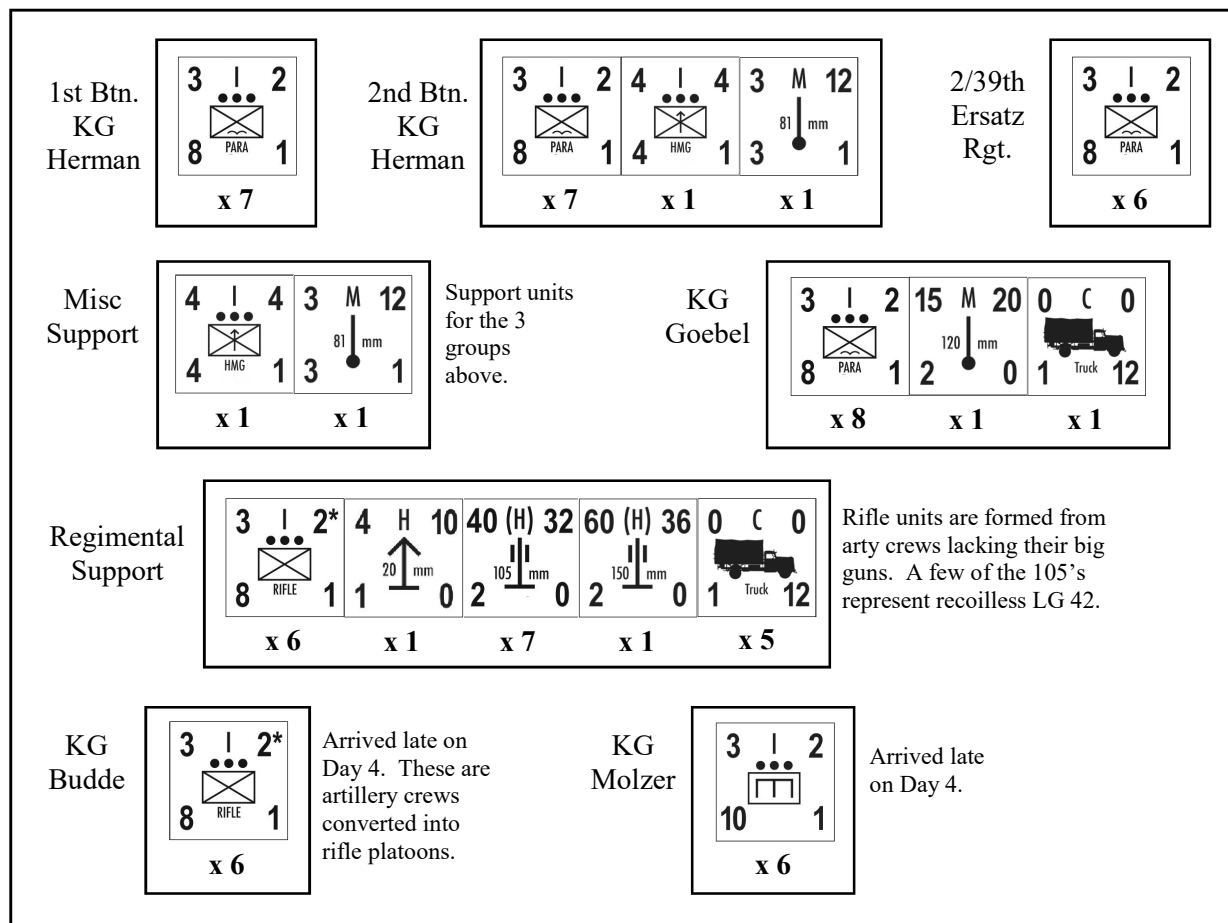 1st Btn.
KG
Herman
3 I 2
PARA
8 1
x 7
2nd Btn.
KG
Herman
3 I 2
PARA
8 1
x 7
4 I 4
HMG
4 1
x 1
3 M 12
81 mm
3 1
x 1
2/39th
Ersatz
Rgt.
3 I 2
PARA
8 1
x 6
Misc
Support
4 I 4
HMG
4 1
x 1
3 M 12
81 mm
3 1
x 1
Support units
for the 3
groups
above.
KG
Goebel
3 I 2
PARA
8 1
x 8
15 M 20
120 mm
2 0
x 1
0 C 0
Truck
1 12
x 1
Regimental
Support
3 I 2*
RIFLE
8 1
x 6
4 H 10
20 mm
1 0
x 1
40 (H) 32
105 mm
2 0
x 7
60 (H) 36
150 mm
2 0
x 1
0 C 0
Truck
1 12
x 5
Rifle units are formed from
arty crews lacking their big
guns. A few of the 105's
represent recoilless LG 42.
KG
Budde
3 I 2*
RIFLE
8 1
x 6
Arrived late on
Day 4. These are
artillery crews
converted into
rifle platoons.
KG
Molzer
3 I 2
10 1
x 6
Arrived late
on Day 4.